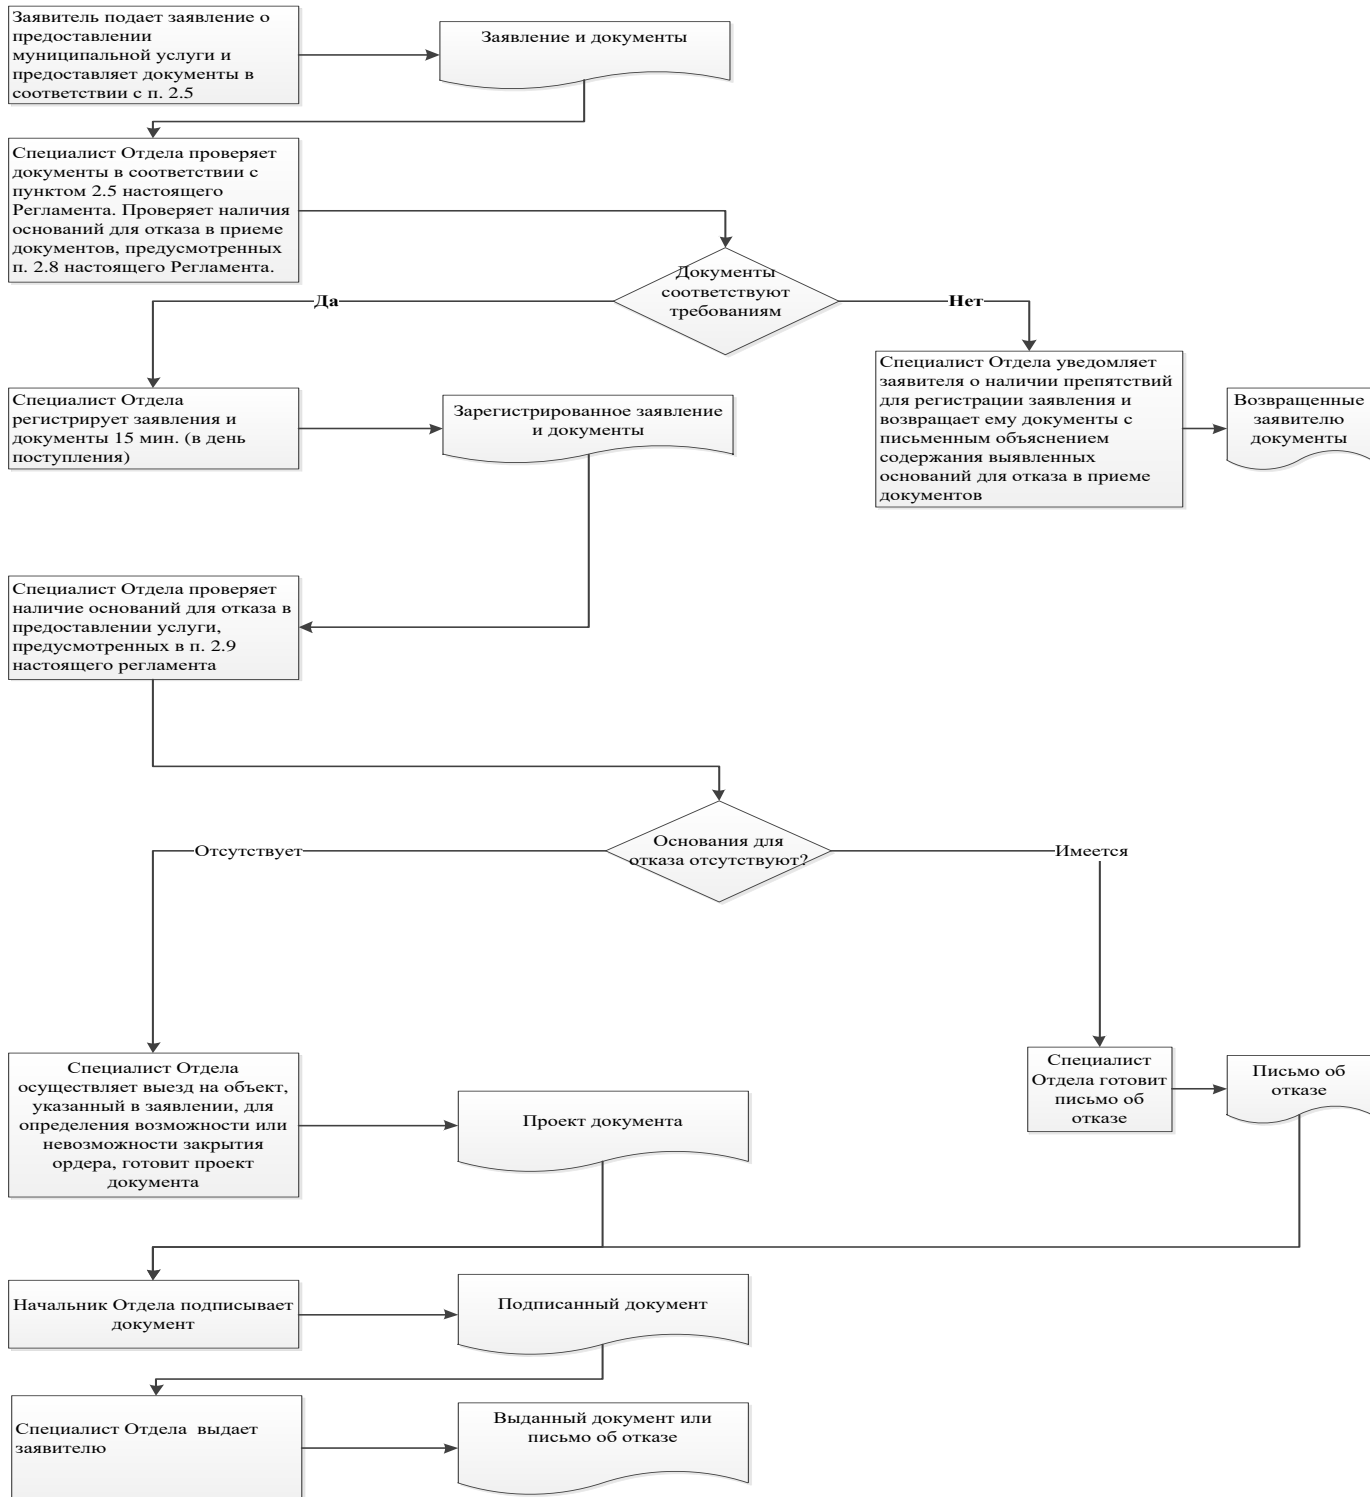 Заявитель подает заявление о
предоставлении
муниципальной услуги и
предоставляет документы в
соответствии с п. 2.5
Заявление и документы
Специалист Отдела проверяет
документы в соответствии с
пунктом 2.5 настоящего
Регламента. Проверяет наличия
оснований для отказа в приеме
документов, предусмотренных
п. 2.8 настоящего Регламента.
Документы
соответствуют
требованиям
Да
Нет
Специалист Отдела
регистрирует заявления и
документы 15 мин. (в день
поступления)
Зарегистрированное заявление
и документы
Специалист Отдела уведомляет
заявителя о наличии препятствий
для регистрации заявления и
возвращает ему документы с
письменным объяснением
содержания выявленных
оснований для отказа в приеме
документов
Возвращенные
заявителю
документы
Специалист Отдела проверяет
наличие оснований для отказа в
предоставлении услуги,
предусмотренных в п. 2.9
настоящего регламента
Основания для
отказа отсутствуют?
Отсутствует
Имеется
Специалист Отдела
осуществляет выезд на объект,
указанный в заявлении, для
определения возможности или
невозможности закрытия
ордера, готовит проект
документа
Проект документа
Специалист
Отдела готовит
письмо об
отказе
Письмо об
отказе
Начальник Отдела подписывает
документ
Подписанный документ
Специалист Отдела  выдает
заявителю
Выданный документ или
письмо об отказе